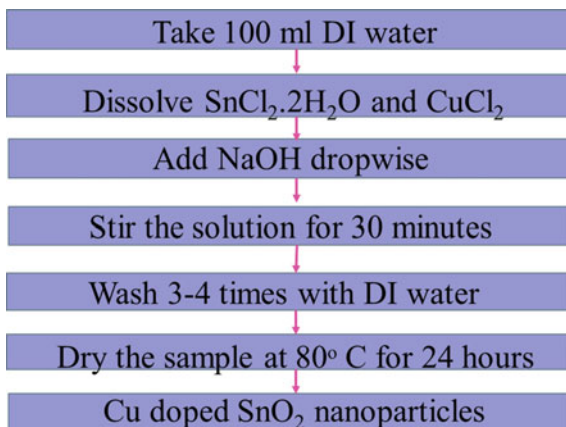 Take 100 ml DI water
Dissolve SnCl₂.2H₂O and CuCl₂
Add NaOH dropwise
Stir the solution for 30 minutes
Wash 3-4 times with DI water
Dry the sample at 80ᵒ C for 24 hours
Cu doped SnO₂ nanoparticles